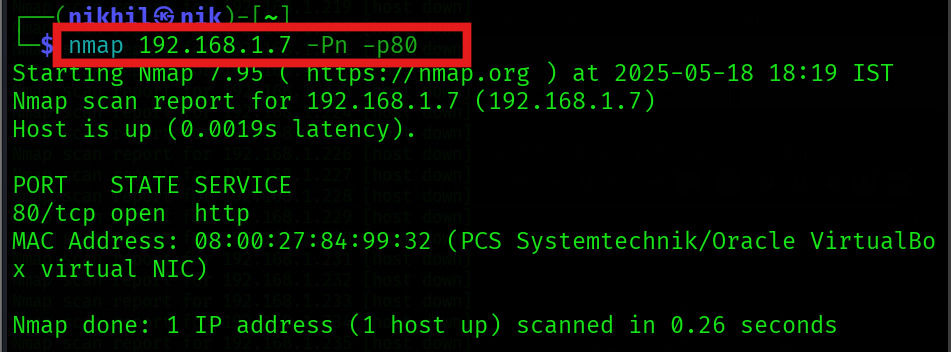 ┌──(nikhil㉿nik)-[~]
└─$ nmap 192.168.1.7 -Pn -p80
Starting Nmap 7.95 ( https://nmap.org ) at 2025-05-18 18:19 IST
Nmap scan report for 192.168.1.7 (192.168.1.7)
Host is up (0.0019s latency).
PORT   STATE SERVICE
80/tcp open  http
MAC Address: 08:00:27:84:99:32 (PCS Systemtechnik/Oracle VirtualBo
x virtual NIC)
Nmap done: 1 IP address (1 host up) scanned in 0.26 seconds